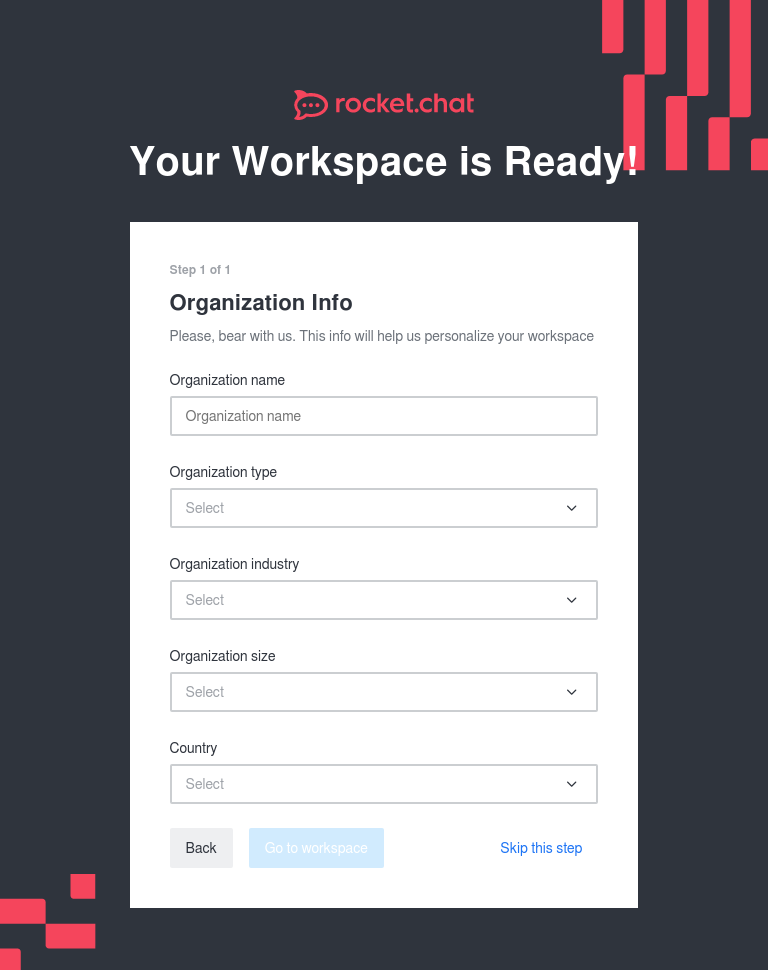 rocket.chat
Your Workspace is Ready!
Step 1 of 1
Organization Info
Please, bear with us. This info will help us personalize your workspace
Organization name
Organization name
Organization type
Select
Organization industry
Select
Organization size
Select
Country
Select
Back Go to workspace Skip this step